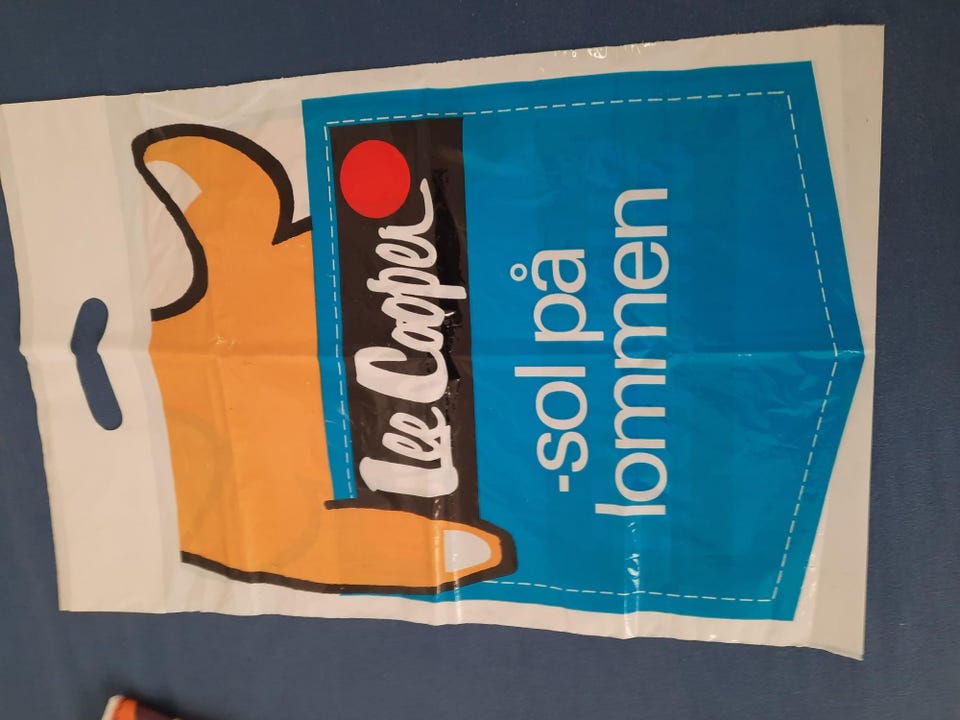 Lee Cooper
-sol på
lommen